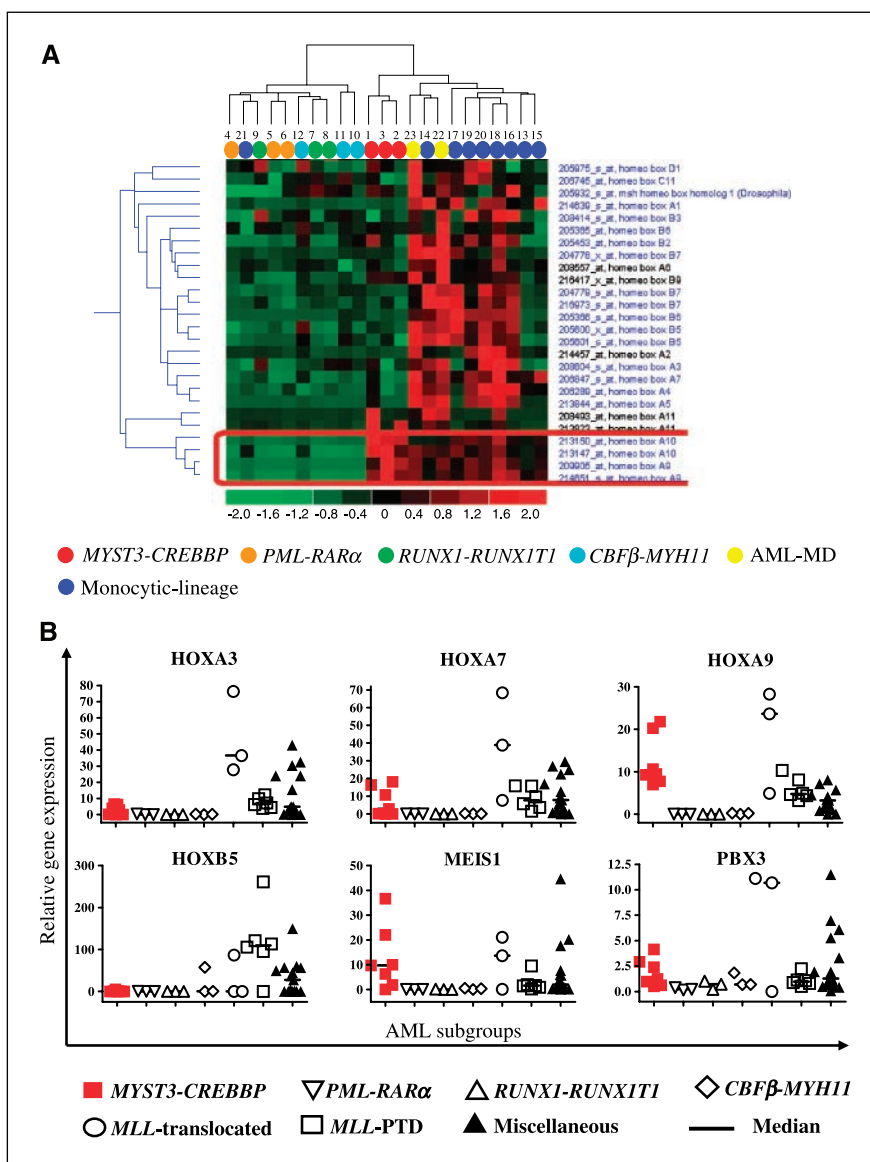 A
4 21 9 5 6 12 7 8 11 10 1 3 2 23 14 22 17 19 20 18 16 13 15
205975_s_at, homeo box D1
206745_at, homeo box C11
205932_s_at, msh homeo box homolog 1 (Drosophila)
214639_s_at, homeo box A1
208414_s_at, homeo box B3
205366_at, homeo box B6
205453_at, homeo box B2
204778_x_at, homeo box B7
208557_at, homeo box A6
216417_x_at, homeo box B9
204779_s_at, homeo box B7
216973_s_at, homeo box B7
205366_s_at, homeo box B6
205600_x_at, homeo box B5
205601_s_at, homeo box B5
214457_at, homeo box A2
208604_s_at, homeo box A3
206847_s_at, homeo box A7
206289_at, homeo box A4
213844_at, homeo box A5
208493_at, homeo box A11
213823_at, homeo box A11
213150_at, homeo box A10
213147_at, homeo box A10
209905_at, homeo box A9
214651_s_at, homeo box A9
-2.0 -1.6 -1.2 -0.8 -0.4 0 0.4 0.8 1.2 1.6 2.0
MYST3-CREBBP PML-RARα RUNX1-RUNX1T1 CBFβ-MYH11 AML-MD
Monocytic-lineage
B
Relative gene expression
HOXA3
80
70
60
50
40
30
20
10
0
HOXA7
70
60
50
40
30
20
10
0
HOXA9
30
20
10
0
HOXB5
300
200
100
0
MEIS1
50
40
30
20
10
0
PBX3
12.5
10.0
7.5
5.0
2.5
0.0
AML subgroups
MYST3-CREBBP PML-RARα RUNX1-RUNX1T1 CBFβ-MYH11
MLL-translocated MLL-PTD Miscellaneous Median